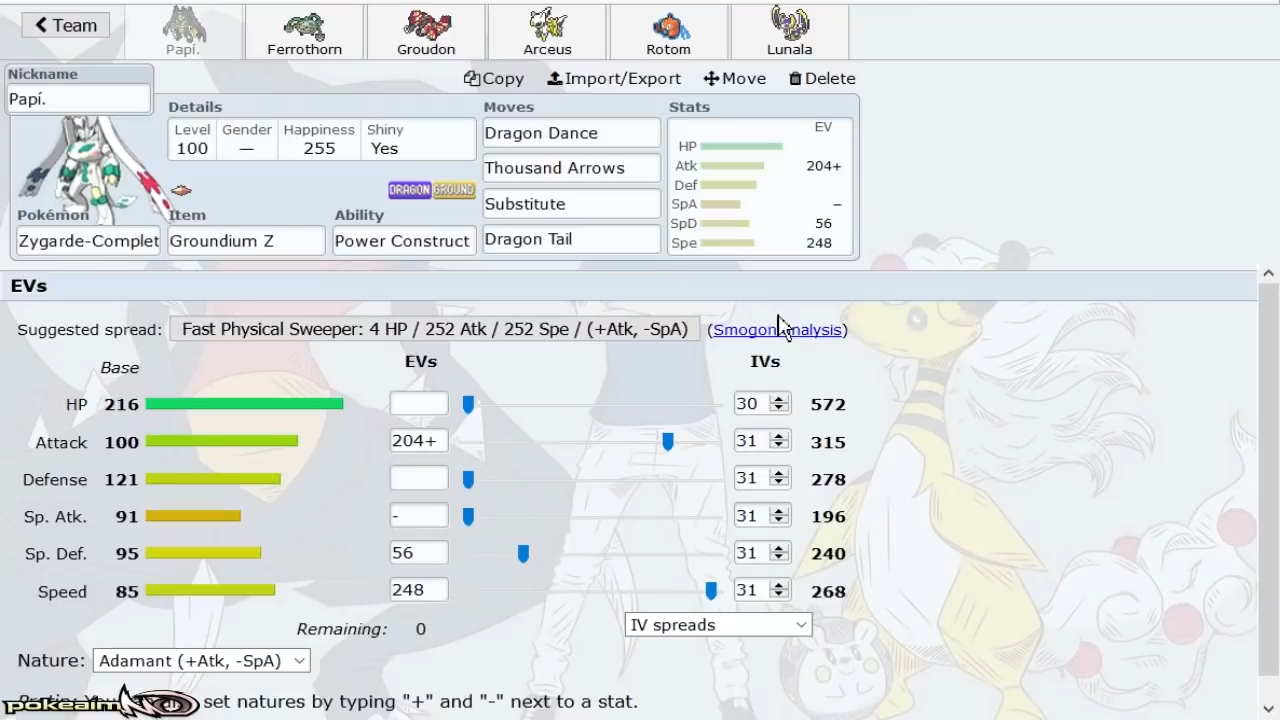 Team
Papí. Ferrothorn Groudon Arceus Rotom Lunala
Nickname
Papí.
Copy Import/Export Move Delete
Details Moves Stats
Level Gender Happiness Shiny
100 — 255 Yes
Dragon Dance
Thousand Arrows
Substitute
Dragon Tail
EV
HP
Atk 204+
Def
SpA –
SpD 56
Spe 248
DRAGON GROUND
Pokémon Item Ability
Zygarde-Complet Groundium Z Power Construct
EVs
Suggested spread: Fast Physical Sweeper: 4 HP / 252 Atk / 252 Spe / (+Atk, -SpA) (Smogon analysis)
Base EVs IVs
HP 216 30 572
Attack 100 204+ 31 315
Defense 121 31 278
Sp. Atk. 91 - 31 196
Sp. Def. 95 56 31 240
Speed 85 248 31 268
Remaining: 0 IV spreads
Nature: Adamant (+Atk, -SpA)
set natures by typing "+" and "-" next to a stat.
pokeaim